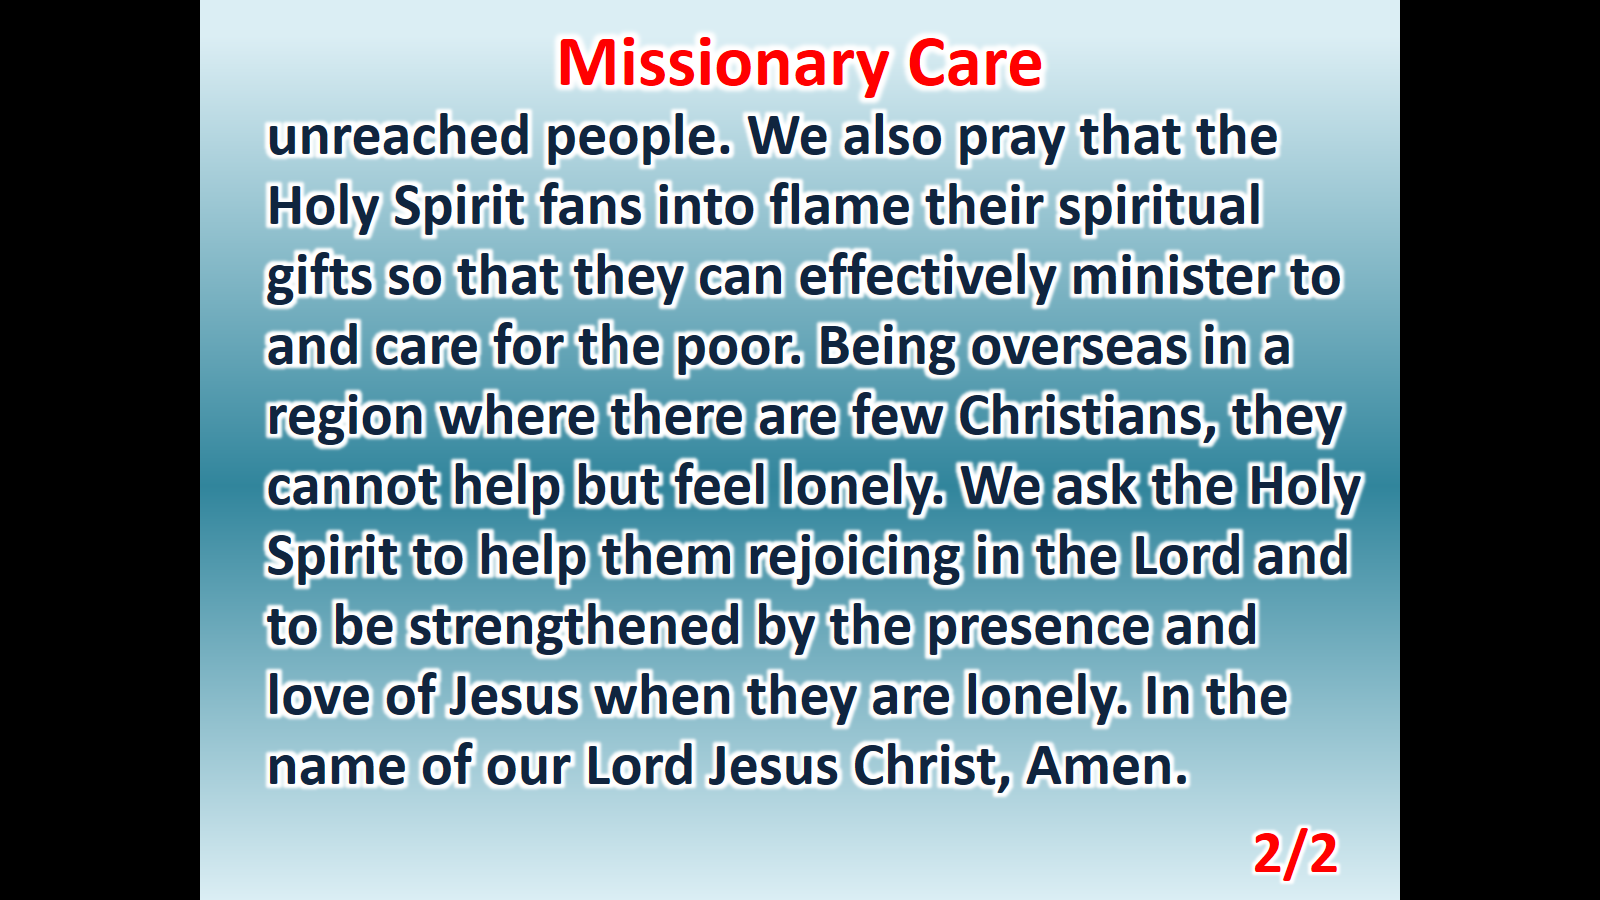 Missionary Care
unreached people. We also pray that the
Holy Spirit fans into flame their spiritual
gifts so that they can effectively minister to
and care for the poor. Being overseas in a
region where there are few Christians, they
cannot help but feel lonely. We ask the Holy
Spirit to help them rejoicing in the Lord and
to be strengthened by the presence and
love of Jesus when they are lonely. In the
name of our Lord Jesus Christ, Amen.
2/2